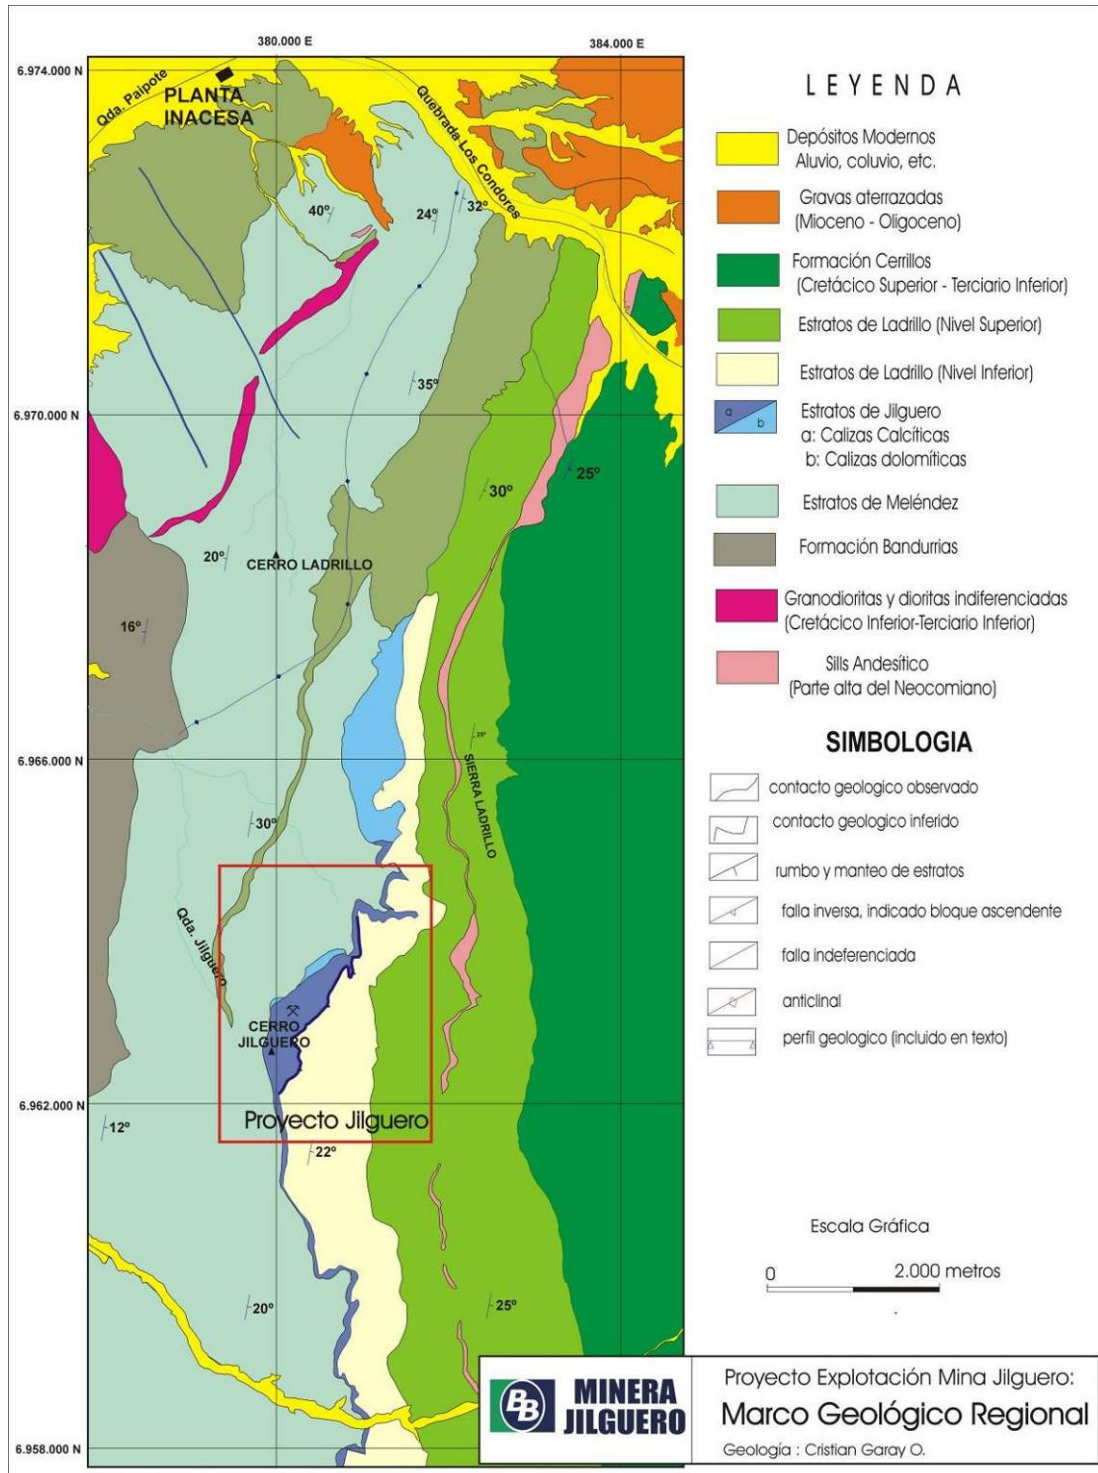 380.000 E
384.000 E
6.974.000 N
6.970.000 N
6.966.000 N
6.962.000 N
6.958.000 N
Qda. Paipote
PLANTA
INACESA
Quebrada Los Condores
40º
24º
32º
35º
30º
25º
20º
CERRO LADRILLO
16º
25º
SIERRA LADRILLO
30º
Qda. Jilguero
CERRO
JILGUERO
Proyecto Jilguero
12º
22º
20º
25º
LEYENDA
Depósitos Modernos
Aluvio, coluvio, etc.
Gravas aterrazadas
(Mioceno - Oligoceno)
Formación Cerrillos
(Cretácico Superior - Terciario Inferior)
Estratos de Ladrillo (Nivel Superior)
Estratos de Ladrillo (Nivel Inferior)
a
b
Estratos de Jilguero
a: Calizas Calcíticas
b: Calizas dolomíticas
Estratos de Meléndez
Formación Bandurrias
Granodioritas y dioritas indiferenciadas
(Cretácico Inferior-Terciario Inferior)
Sills Andesítico
(Parte alta del Neocomiano)
SIMBOLOGIA
contacto geologico observado
contacto geologico inferido
rumbo y manteo de estratos
falla inversa, indicado bloque ascendente
falla indeferenciada
anticlinal
perfil geologico (incluido en texto)
Escala Gráfica
0
2.000 metros
BB
MINERA
JILGUERO
Proyecto Explotación Mina Jilguero:
Marco Geológico Regional
Geología : Cristian Garay O.